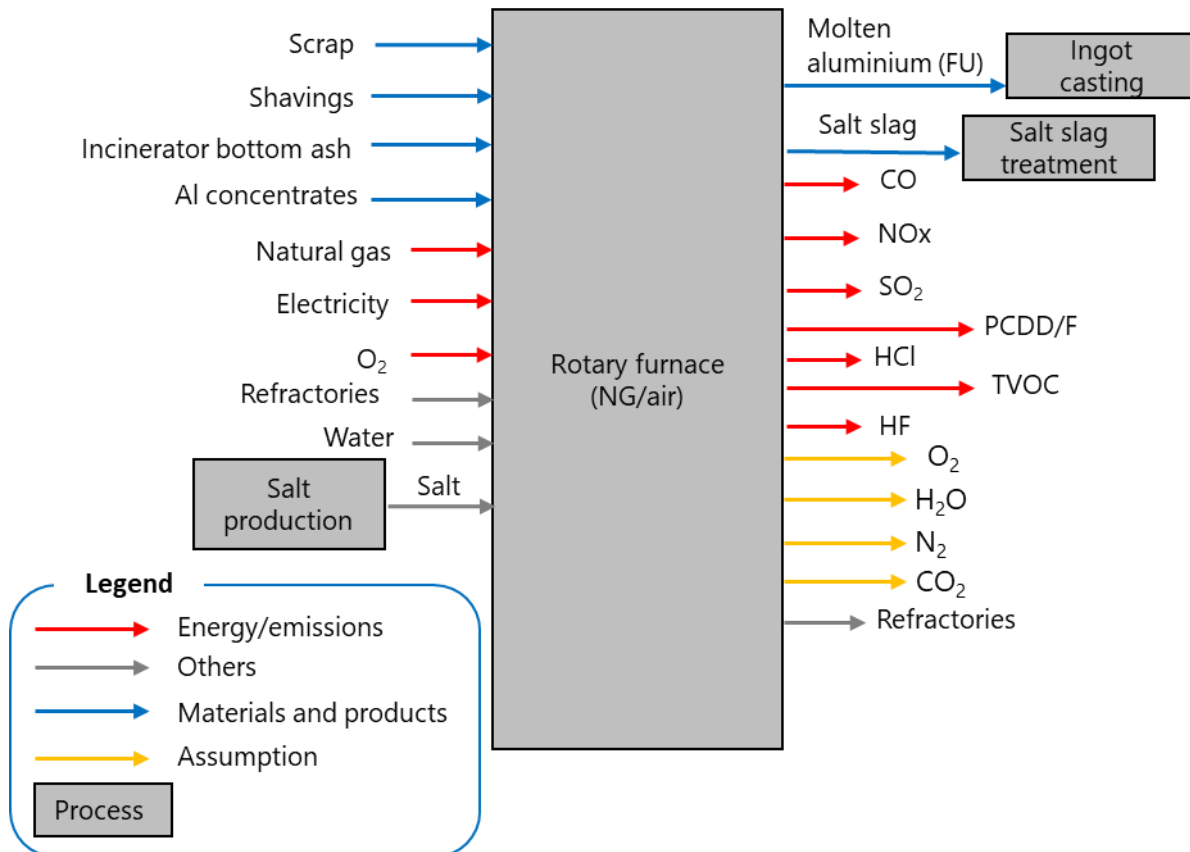 Scrap
Shavings
Incinerator bottom ash
Al concentrates
Natural gas
Electricity
O₂
Refractories
Water
Salt
production
Salt
Rotary furnace
(NG/air)
Molten
aluminium (FU)
Ingot
casting
Salt slag
Salt slag
treatment
CO
NOx
SO₂
PCDD/F
HCl
TVOC
HF
O₂
H₂O
N₂
CO₂
Refractories
Legend
Energy/emissions
Others
Materials and products
Assumption
Process